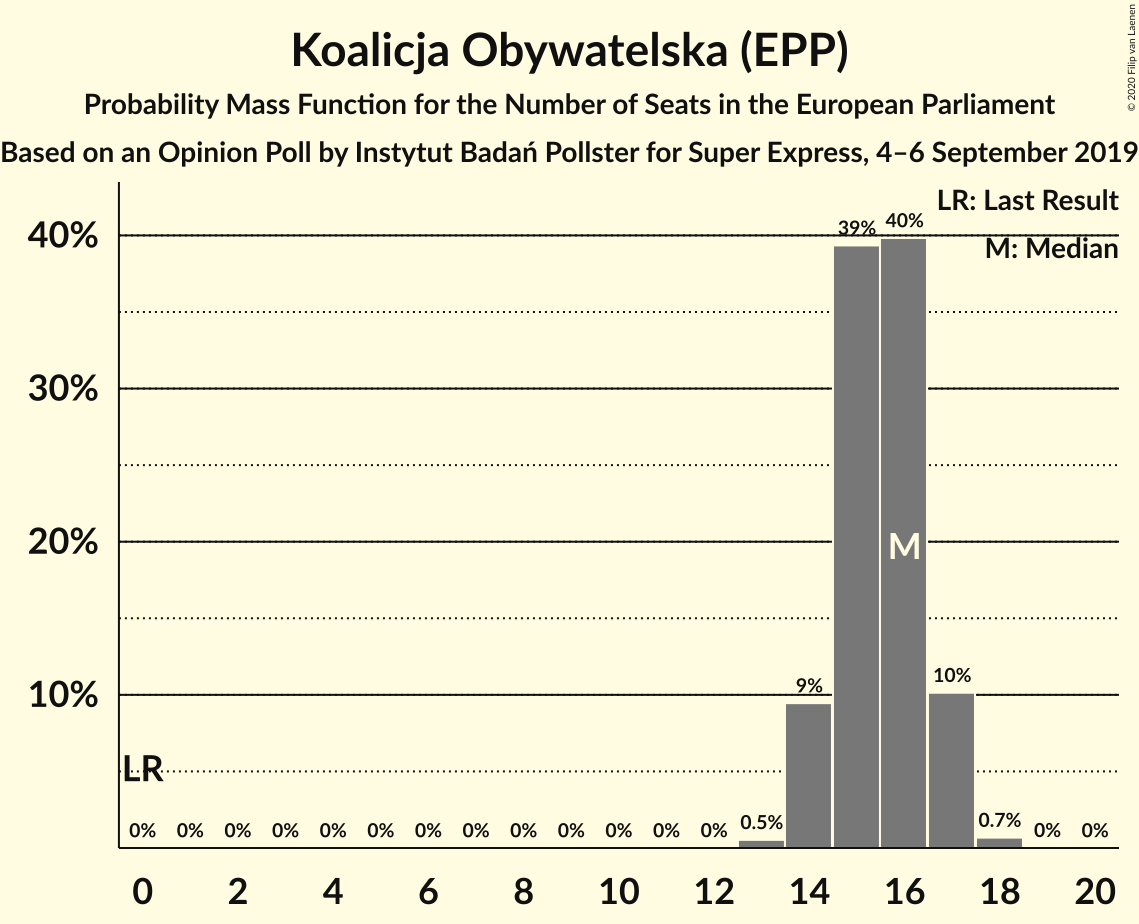 © 2020 Filip van Laenen
Koalicja Obywatelska (EPP)
Probability Mass Function for the Number of Seats in the European Parliament
Based on an Opinion Poll by Instytut Badań Pollster for Super Express, 4–6 September 2019
LR: Last Result
M: Median
40%
30%
20%
10%
39% 40%
M
9% 10%
LR
0% 0% 0% 0% 0% 0% 0% 0% 0% 0% 0% 0% 0% 0.5% 0.7% 0% 0%
0 2 4 6 8 10 12 14 16 18 20